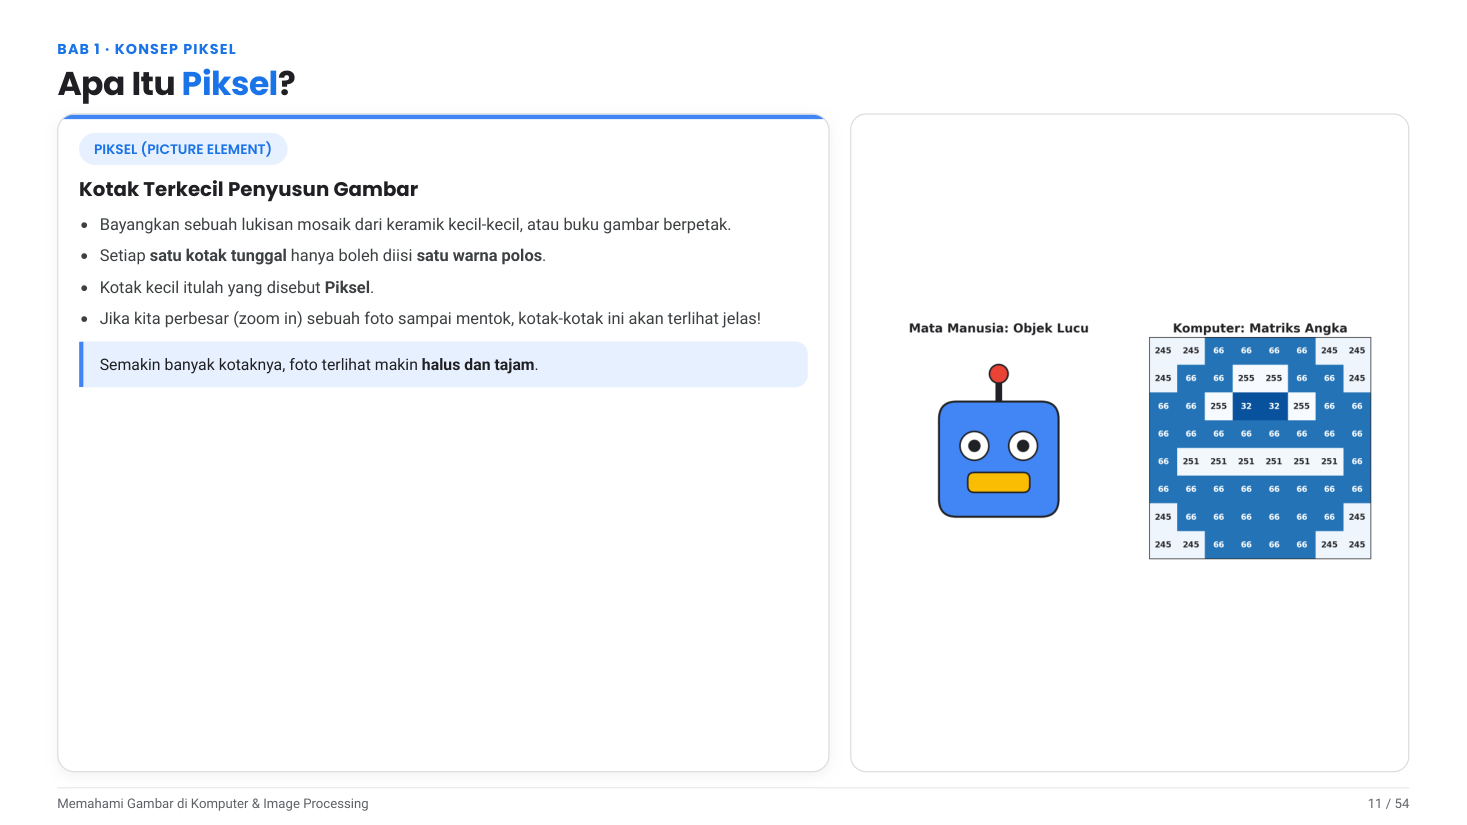 BAB 1 · KONSEP PIKSEL
Apa Itu Piksel?
PIKSEL (PICTURE ELEMENT)
Kotak Terkecil Penyusun Gambar
• Bayangkan sebuah lukisan mosaik dari keramik kecil-kecil, atau buku gambar berpetak.
• Setiap satu kotak tunggal hanya boleh diisi satu warna polos.
• Kotak kecil itulah yang disebut Piksel.
• Jika kita perbesar (zoom in) sebuah foto sampai mentok, kotak-kotak ini akan terlihat jelas!
Semakin banyak kotaknya, foto terlihat makin halus dan tajam.
Mata Manusia: Objek Lucu
Komputer: Matriks Angka
245 245 66 66 66 66 245 245
245 66 66 255 255 66 66 245
66 66 255 32 32 255 66 66
66 66 66 66 66 66 66 66
66 251 251 251 251 251 251 66
66 66 66 66 66 66 66 66
245 66 66 66 66 66 66 245
245 245 66 66 66 66 245 245
Memahami Gambar di Komputer & Image Processing
11 / 54